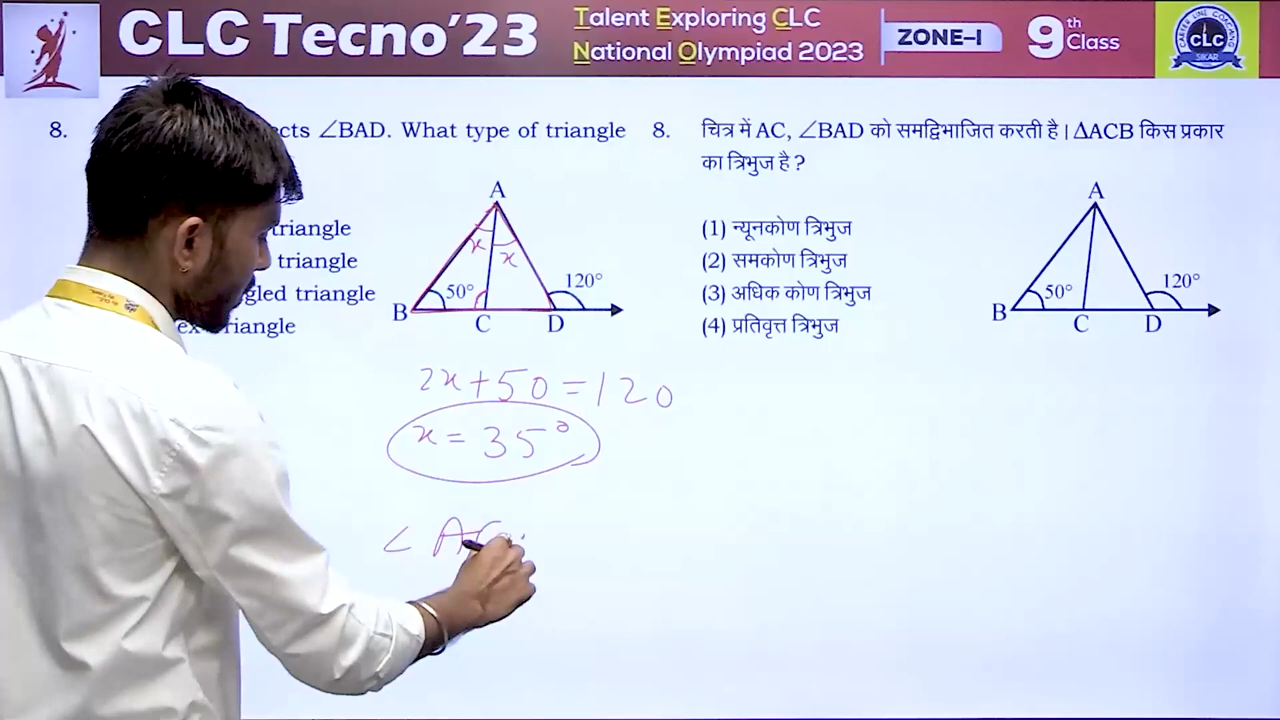 CLC Tecno'23
Talent Exploring CLC
National Olympiad 2023
ZONE-I
9th Class
CLC
SIKAR
8. ∠BAD. What type of triangle
triangle
triangle
triangle
triangle
A
x
x
50°
120°
B
C
D
2x+50=120
x=35°
∠ AC
8. चित्र में AC, ∠BAD को समद्विभाजित करती है। ΔACB किस प्रकार
का त्रिभुज है ?
(1) न्यूनकोण त्रिभुज
(2) समकोण त्रिभुज
(3) अधिक कोण त्रिभुज
(4) प्रतिवृत्त त्रिभुज
A
50°
120°
B
C
D